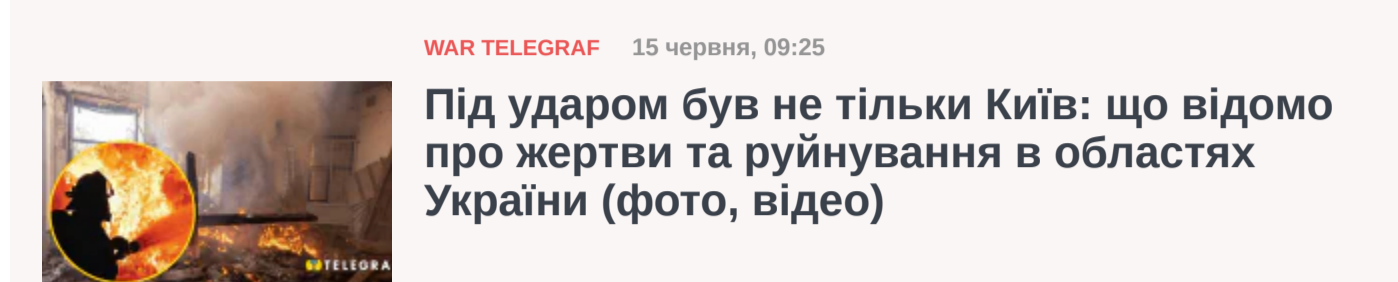 WAR TELEGRAF 15 червня, 09:25
Під ударом був не тільки Київ: що відомо
про жертви та руйнування в областях
України (фото, відео)
TELEGRA